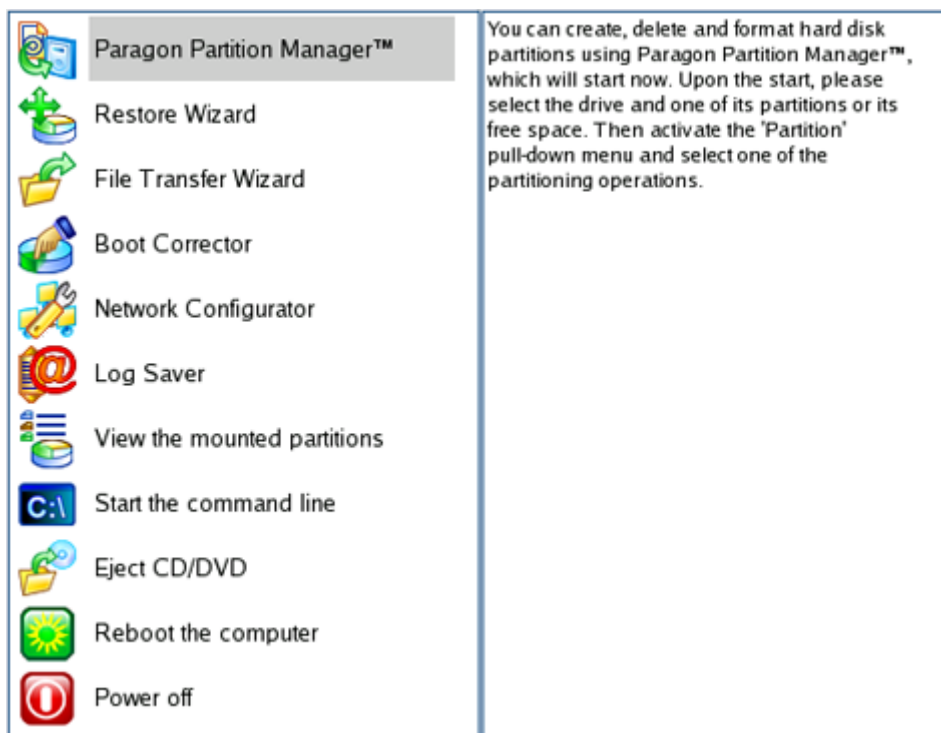 Paragon Partition Manager™
Restore Wizard
File Transfer Wizard
Boot Corrector
Network Configurator
Log Saver
View the mounted partitions
C:\
Start the command line
Eject CD/DVD
Reboot the computer
Power off
You can create, delete and format hard disk
partitions using Paragon Partition Manager™,
which will start now. Upon the start, please
select the drive and one of its partitions or its
free space. Then activate the 'Partition'
pull-down menu and select one of the
partitioning operations.